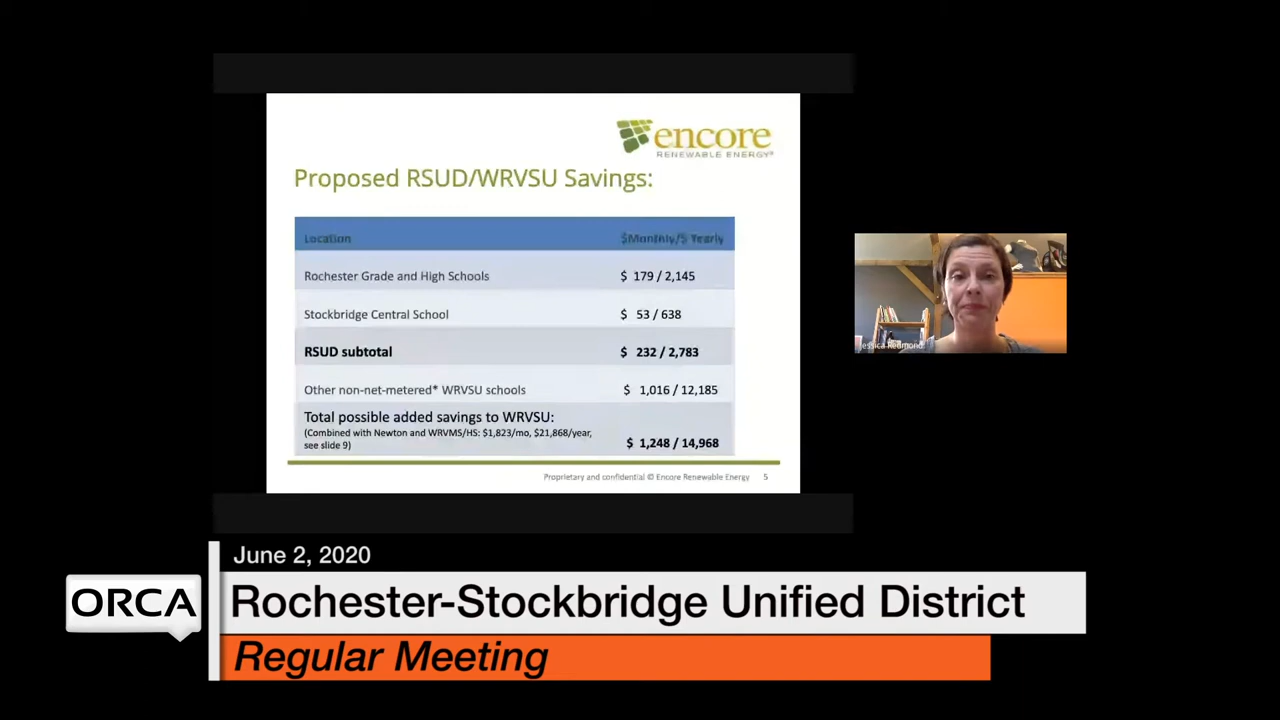 encore
RENEWABLE ENERGY®
Proposed RSUD/WRVSU Savings:
Location $Monthly/$ Yearly
Rochester Grade and High Schools $ 179 / 2,145
Stockbridge Central School $ 53 / 638
RSUD subtotal $ 232 / 2,783
Other non-net-metered* WRVSU schools $ 1,016 / 12,185
Total possible added savings to WRVSU:
(Combined with Newton and WRVMS/HS: $1,823/mo, $21,868/year,
see slide 9) $ 1,248 / 14,968
Proprietary and confidential © Encore Renewable Energy 5
Jessica Redmond
June 2, 2020
ORCA
Rochester-Stockbridge Unified District
Regular Meeting